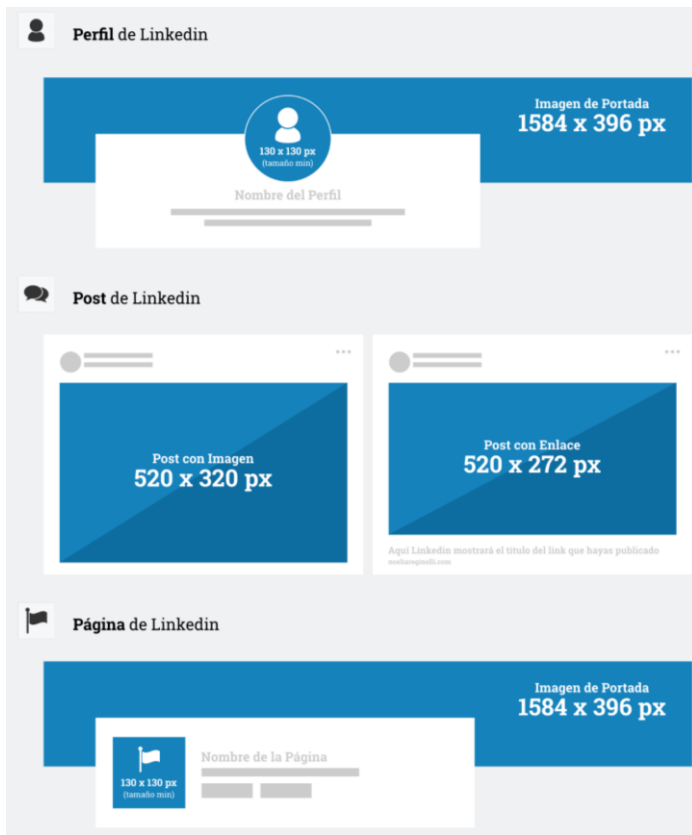 Perfil de Linkedin
Imagen de Portada
1584 x 396 px
130 x 130 px
(tamaño min)
Nombre del Perfil
Post de Linkedin
Post con Imagen
520 x 320 px
Post con Enlace
520 x 272 px
Aquí Linkedin mostrará el título del link que hayas publicado
Página de Linkedin
Imagen de Portada
1584 x 396 px
Nombre de la Página
130 x 130 px
(tamaño min)